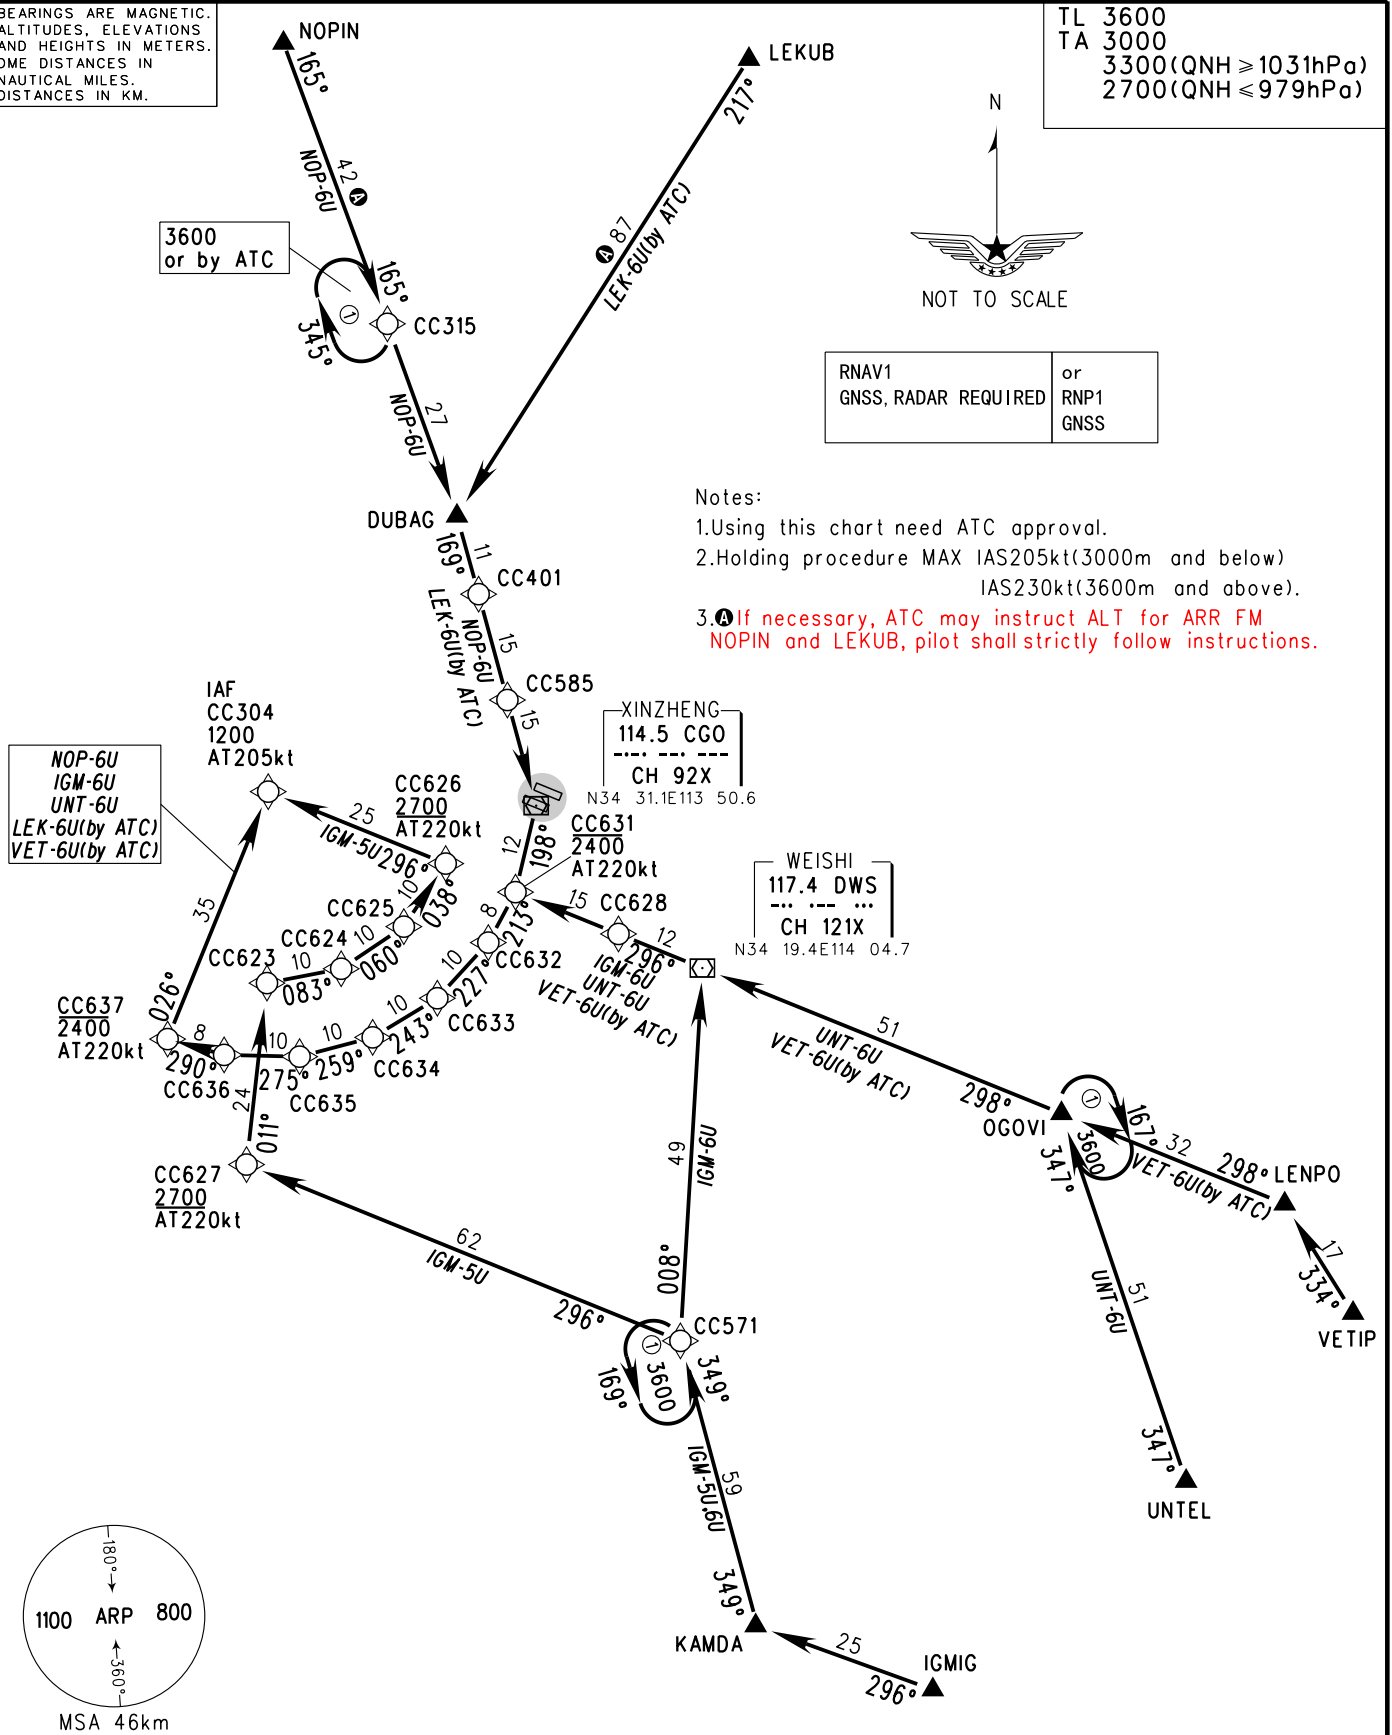 BEARINGS ARE MAGNETIC.
ALTITUDES, ELEVATIONS
AND HEIGHTS IN METERS.
OME DISTANCES IN
NAUTICAL MILES.
DISTANCES IN KM.
TL 3600
TA 3000
3300(QNH ≥1031hPa)
2700(QNH ≤979hPa)
NOPIN
165°
42 A
NOP-6U
LEKUB
217°
A 87
LEK-6U(by ATC)
N
NOT TO SCALE
3600
or by ATC
165°
1
345°
CC315
27
NOP-6U
RNAV1
GNSS, RADAR REQUIRED
or
RNP1
GNSS
Notes:
1.Using this chart need ATC approval.
2.Holding procedure MAX IAS205kt(3000m and below)
IAS230kt(3600m and above).
3.A If necessary, ATC may instruct ALT for ARR FM
NOPIN and LEKUB, pilot shall strictly follow instructions.
DUBAG
169°
11
CC401
15
NOP-6U
LEK-6U(by ATC)
CC585
15
XINZHENG
114.5 CGO
-·-· --· ---
CH 92X
N34 31.1E113 50.6
IAF
CC304
1200
AT205kt
NOP-6U
IGM-6U
UNT-6U
LEK-6U(by ATC)
VET-6U(by ATC)
25
IGM-5U
296°
CC626
2700
AT220kt
12
198°
CC631
2400
AT220kt
WEISHI
117.4 DWS
-·· ·-- ···
CH 121X
N34 19.4E114 04.7
35
026°
CC623
10
083°
CC624
10
060°
CC625
10
038°
8
213°
CC632
10
227°
CC633
10
243°
CC634
10
259°
CC635
10
275°
CC636
8
290°
CC637
2400
AT220kt
15
CC628
12
296°
IGM-6U
UNT-6U
VET-6U(by ATC)
51
UNT-6U
VET-6U(by ATC)
298°
OGOVI
1
167°
3600
347°
32
VET-6U(by ATC)
298°
LENPO
17
334°
VETIP
51
UNT-6U
347°
UNTEL
24
011°
CC627
2700
AT220kt
62
IGM-5U
296°
49
IGM-6U
008°
CC571
1
3600
169°
349°
59
IGM-5U,6U
349°
KAMDA
25
296°
IGMIG
180°
1100
ARP
800
360°
MSA 46km